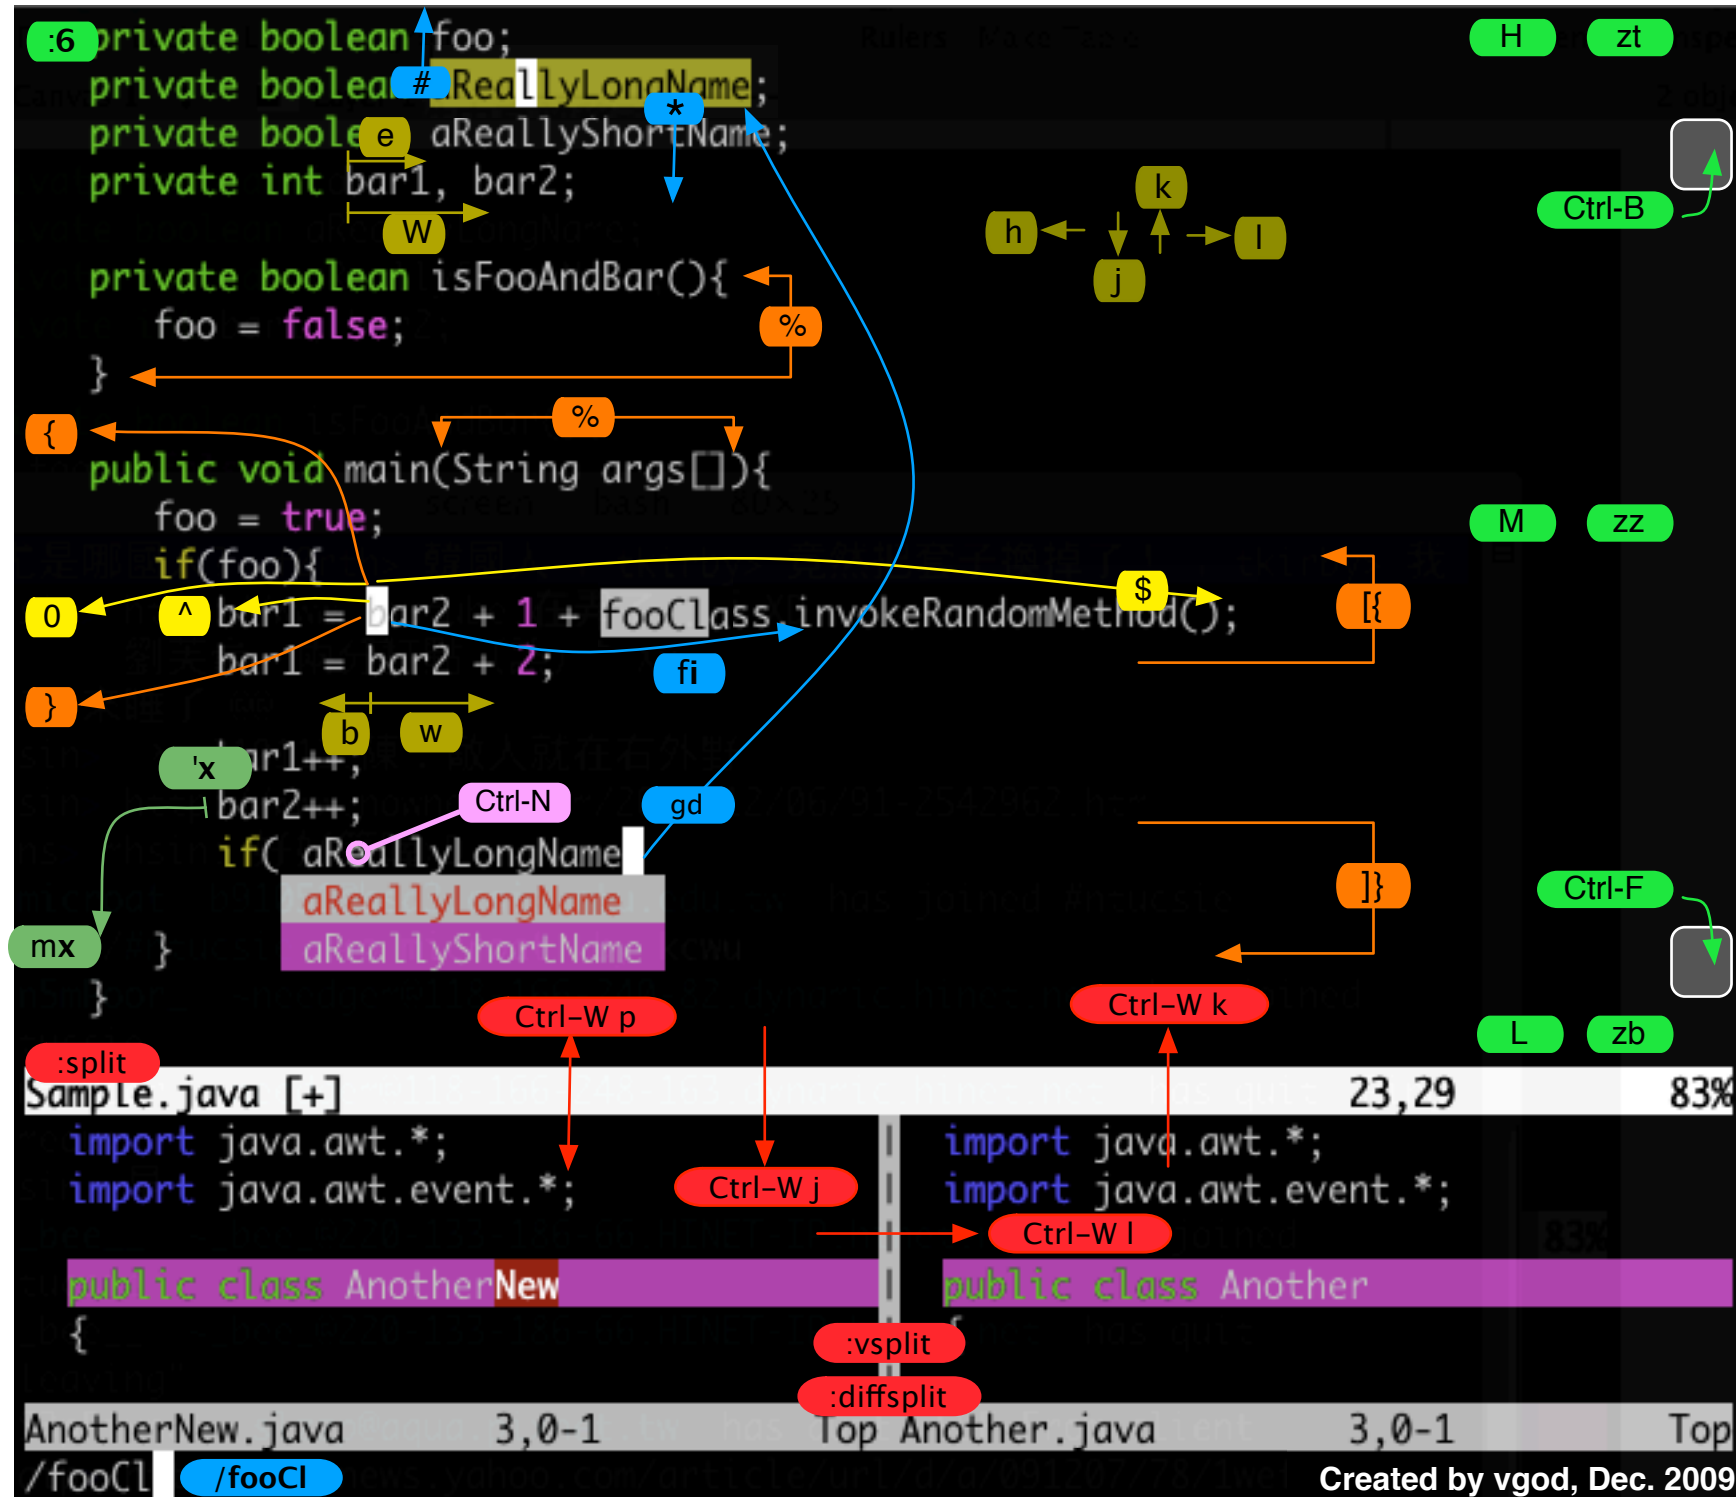 :6 private boolean foo; H zt
private boolean # aReallyLongName;
*
private boolean e aReallyShortName;
private int bar1, bar2;
k
Ctrl-B
W
h l
j
private boolean isFooAndBar(){
foo = false; %
}
{ %
public void main(String args[]){
foo = true; M zz
if(foo){
0 ^ bar1 = bar2 + 1 + fooClass.invokeRandomMethod(); $ [{
bar1 = bar2 + 2; fi
}
b w
'x bar1++;
bar2++; Ctrl-N gd
if( aReallyLongName
aReallyLongName ]} Ctrl-F
mx } aReallyShortName
}
Ctrl-W p Ctrl-W k
L zb
:split
Sample.java [+] 23,29 83%
import java.awt.*; import java.awt.*;
import java.awt.event.*; Ctrl-W j import java.awt.event.*;
Ctrl-W l
public class AnotherNew public class Another
{ :vsplit {
:diffsplit
AnotherNew.java 3,0-1 Top Another.java 3,0-1 Top
/fooCl /fooCl Created by vgod, Dec. 2009